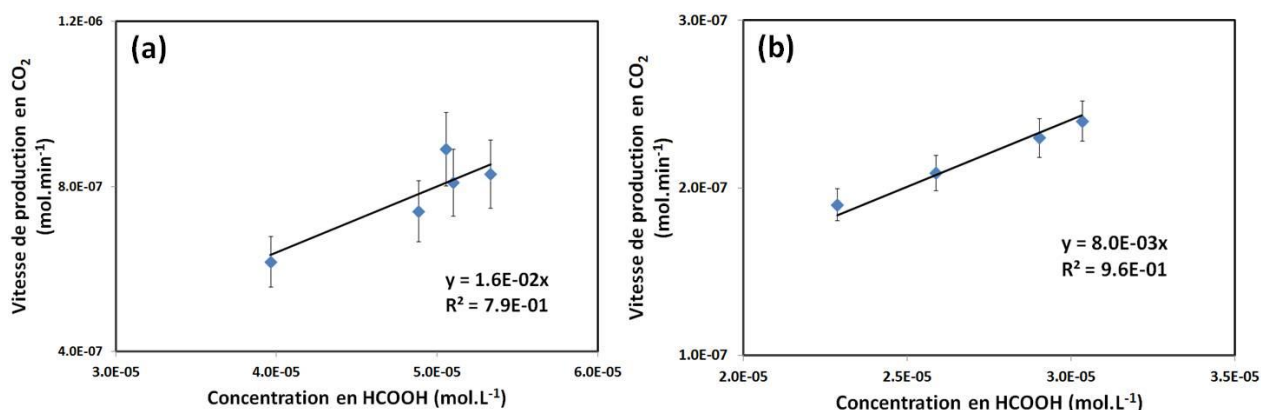 (a)
Vitesse de production en CO₂
(mol.min⁻¹)
1.2E-06
8.0E-07
4.0E-07
y = 1.6E-02x
R² = 7.9E-01
3.0E-05 4.0E-05 5.0E-05 6.0E-05
Concentration en HCOOH (mol.L⁻¹)
(b)
Vitesse de production en CO₂
(mol.min⁻¹)
3.0E-07
2.0E-07
1.0E-07
y = 8.0E-03x
R² = 9.6E-01
2.0E-05 2.5E-05 3.0E-05 3.5E-05
Concentration en HCOOH (mol.L⁻¹)